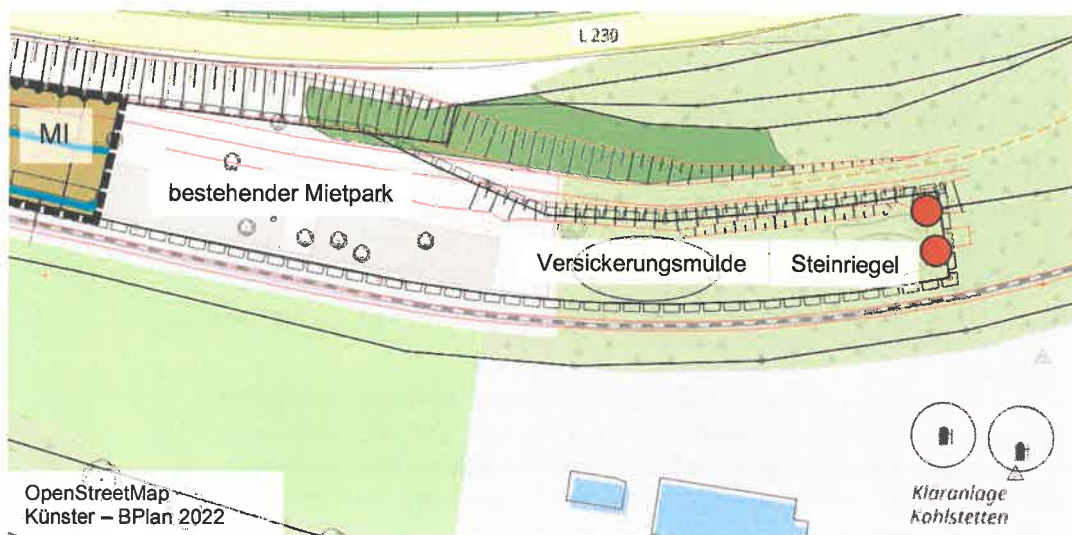 L 230
MI
bestehender Mietpark
Versickerungsmulde
Steinriegel
OpenStreetMap
Künster – BPlan 2022
Kläranlage
Kohlstetten